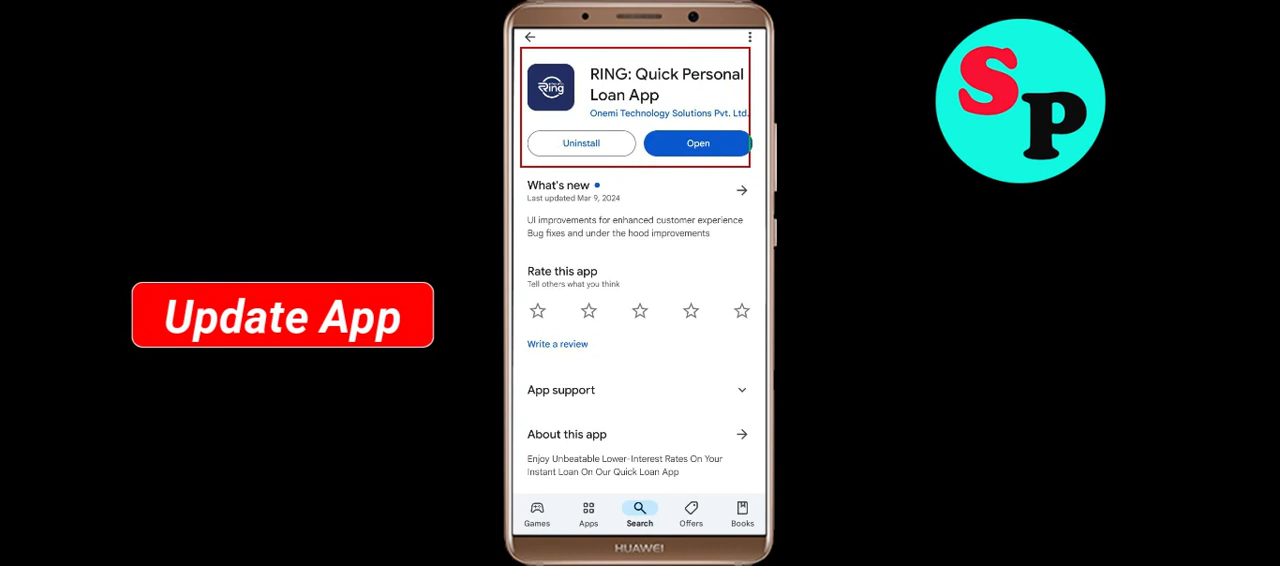 RING: Quick Personal
Loan App
Ring
Onemi Technology Solutions Pvt. Ltd.
Uninstall
Open
What's new
Last updated Mar 9, 2024
UI improvements for enhanced customer experience
Bug fixes and under the hood improvements
Rate this app
Tell others what you think
Write a review
App support
About this app
Enjoy Unbeatable Lower-Interest Rates On Your
Instant Loan On Our Quick Loan App
Games
Apps
Search
Offers
Books
HUAWEI
Update App
SP